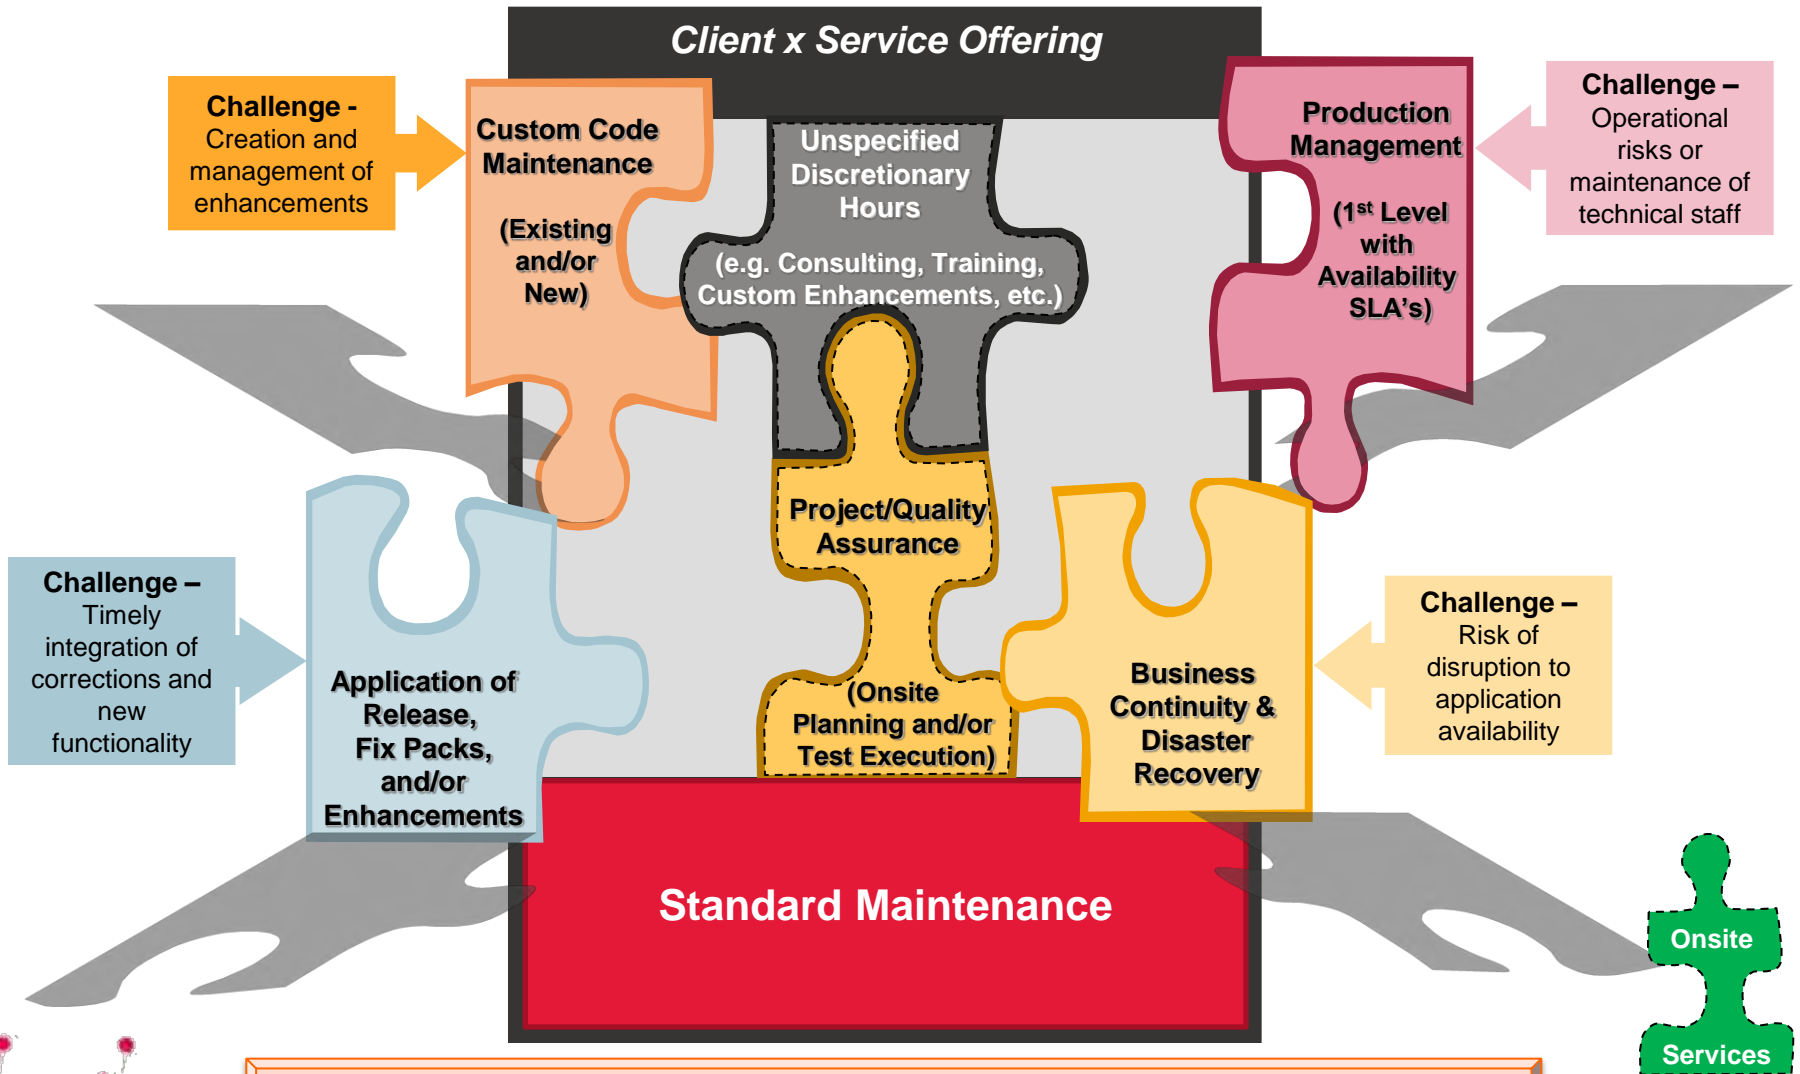 Client x Service Offering
Challenge -
Creation and
management of
enhancements
Custom Code
Maintenance
(Existing
and/or
New)
Unspecified
Discretionary
Hours
(e.g. Consulting, Training,
Custom Enhancements, etc.)
Production
Management
(1st Level
with
Availability
SLA's)
Challenge –
Operational
risks or
maintenance of
technical staff
Challenge –
Timely
integration of
corrections and
new
functionality
Application of
Release,
Fix Packs,
and/or
Enhancements
Project/Quality
Assurance
(Onsite
Planning and/or
Test Execution)
Business
Continuity &
Disaster
Recovery
Challenge –
Risk of
disruption to
application
availability
Standard Maintenance
Onsite
Services